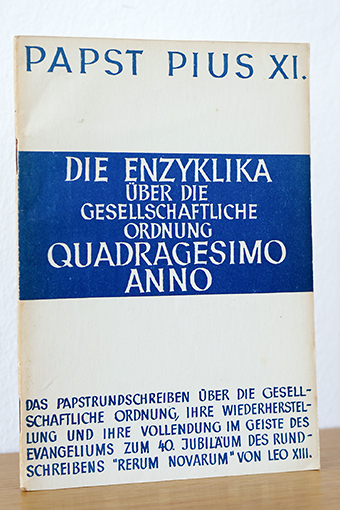 PAPST PIUS XI.
DIE ENZYKLIKA
ÜBER DIE
GESELLSCHAFTLICHE
ORDNUNG
QUADRAGESIMO
ANNO
DAS PAPSTRUNDSCHREIBEN ÜBER DIE GESELL-
SCHAFTLICHE ORDNUNG, IHRE WIEDERHERSTEL-
LUNG UND IHRE VOLLENDUNG IM GEISTE DES
EVANGELIUMS ZUM 40. JUBILÄUM DES RUND-
SCHREIBENS "RERUM NOVARUM" VON LEO XIII.